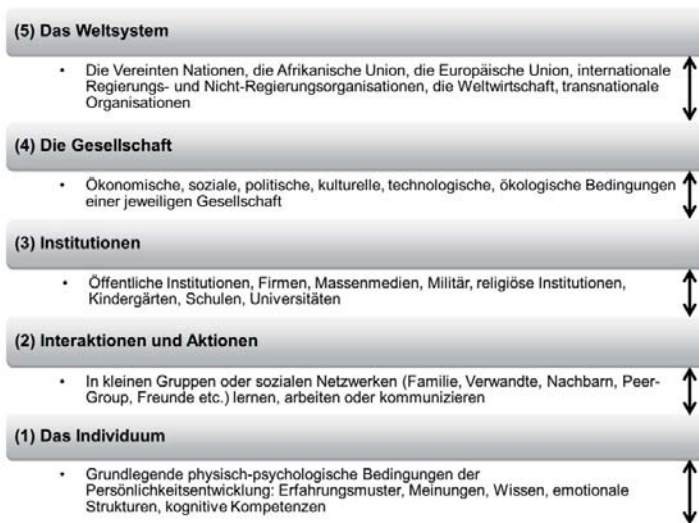 (5) Das Weltsystem
• Die Vereinten Nationen, die Afrikanische Union, die Europäische Union, internationale
Regierungs- und Nicht-Regierungsorganisationen, die Weltwirtschaft, transnationale
Organisationen
(4) Die Gesellschaft
• Ökonomische, soziale, politische, kulturelle, technologische, ökologische Bedingungen
einer jeweiligen Gesellschaft
(3) Institutionen
• Öffentliche Institutionen, Firmen, Massenmedien, Militär, religiöse Institutionen,
Kindergärten, Schulen, Universitäten
(2) Interaktionen und Aktionen
• In kleinen Gruppen oder sozialen Netzwerken (Familie, Verwandte, Nachbarn, Peer-
Group, Freunde etc.) lernen, arbeiten oder kommunizieren
(1) Das Individuum
• Grundlegende physisch-psychologische Bedingungen der
Persönlichkeitsentwicklung: Erfahrungsmuster, Meinungen, Wissen, emotionale
Strukturen, kognitive Kompetenzen